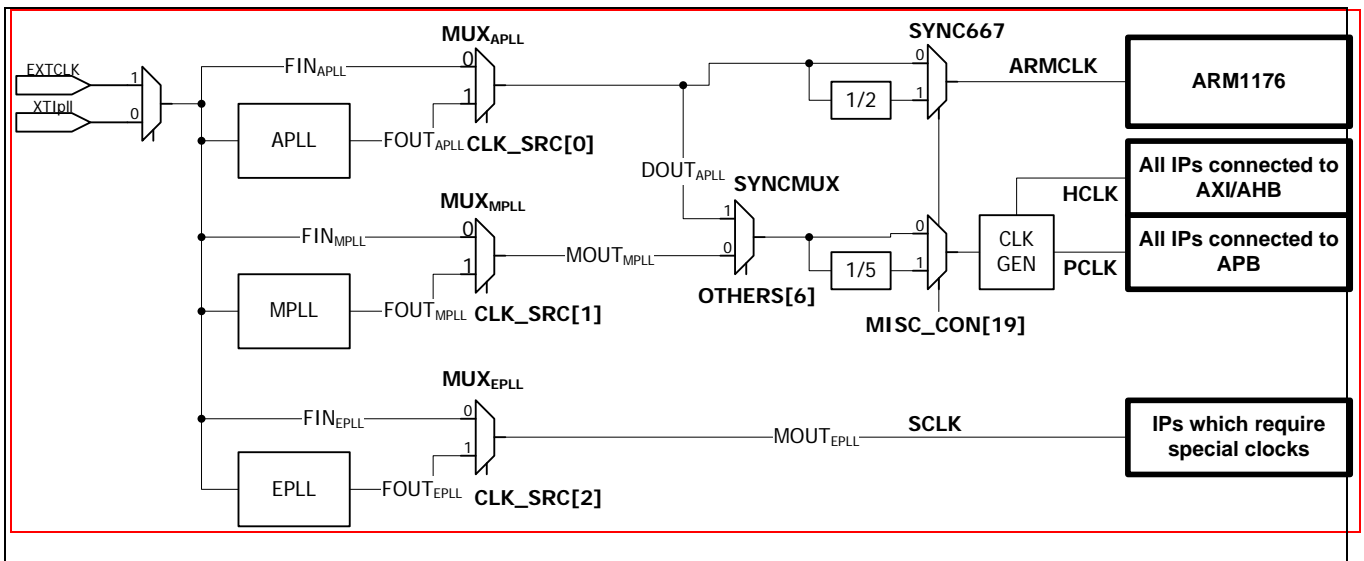 EXTCLK
1
XTIpll
0
MUXAPLL
FINAPLL
0
1
APLL
FOUTAPLL
CLK_SRC[0]
SYNC667
0
1/2
1
ARMCLK
ARM1176
DOUTAPLL
SYNCMUX
1
0
OTHERS[6]
MUXMPLL
FINMPLL
0
1
MOUTMPLL
MPLL
FOUTMPLL
CLK_SRC[1]
0
1/5
1
MISC_CON[19]
CLK
GEN
HCLK
PCLK
All IPs connected to
AXI/AHB
All IPs connected to
APB
MUXEPLL
FINEPLL
0
1
EPLL
FOUTEPLL
CLK_SRC[2]
MOUTEPLL
SCLK
IPs which require
special clocks